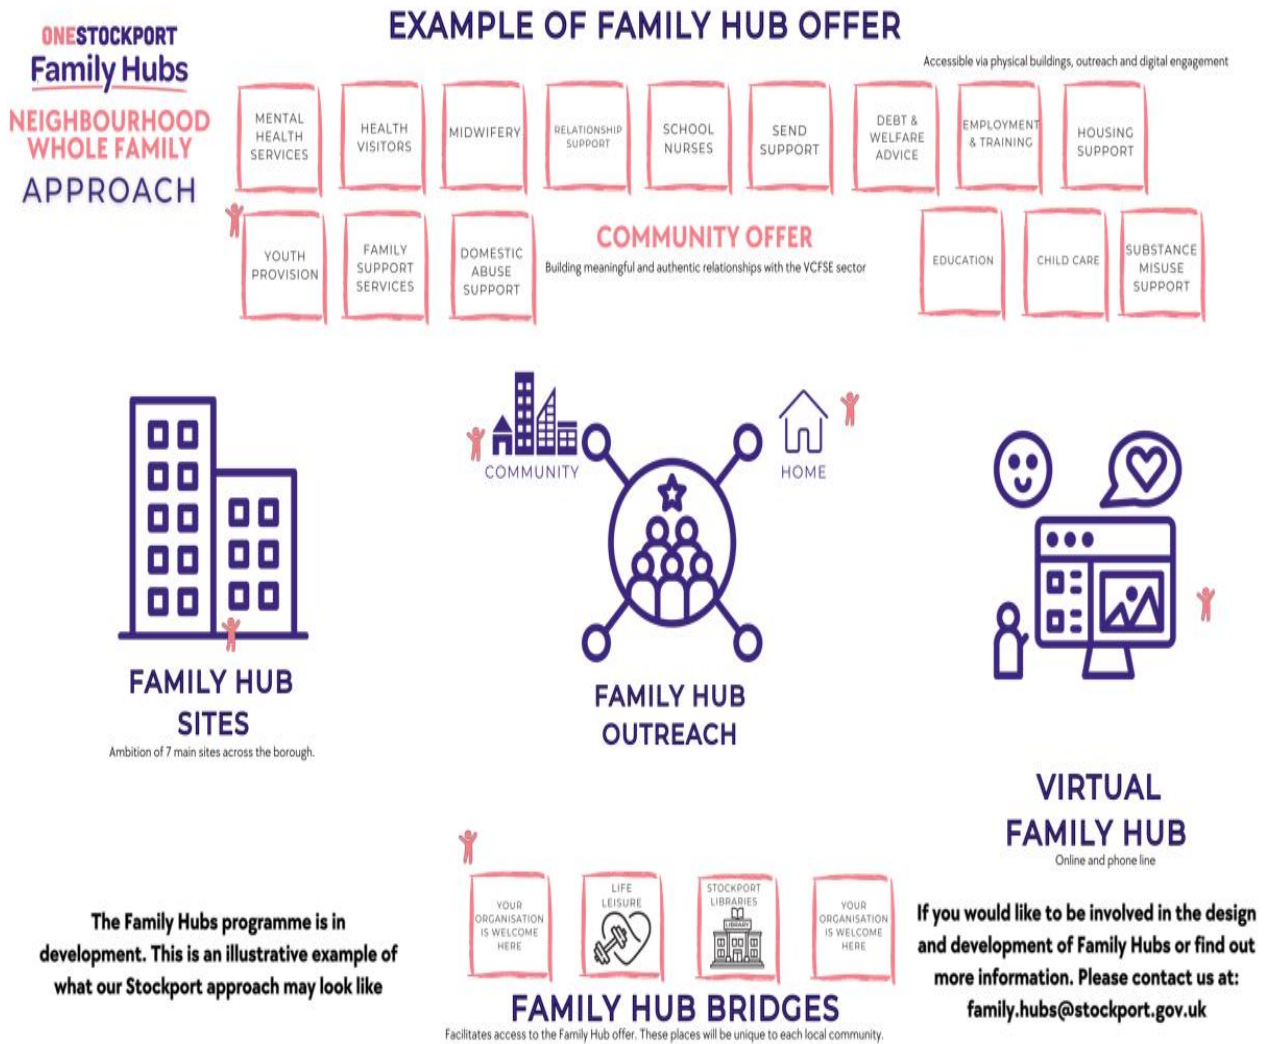 ONESTOCKPORT
Family Hubs
NEIGHBOURHOOD
WHOLE FAMILY
APPROACH
EXAMPLE OF FAMILY HUB OFFER
Accessible via physical buildings, outreach and digital engagement
MENTAL
HEALTH
SERVICES
HEALTH
VISITORS
MIDWIFERY
RELATIONSHIP
SUPPORT
SCHOOL
NURSES
SEND
SUPPORT
DEBT &
WELFARE
ADVICE
EMPLOYMENT
& TRAINING
HOUSING
SUPPORT
YOUTH
PROVISION
FAMILY
SUPPORT
SERVICES
DOMESTIC
ABUSE
SUPPORT
COMMUNITY OFFER
Building meaningful and authentic relationships with the VCFSE sector
EDUCATION
CHILD CARE
SUBSTANCE
MISUSE
SUPPORT
COMMUNITY
HOME
FAMILY HUB
SITES
Ambition of 7 main sites across the borough.
FAMILY HUB
OUTREACH
VIRTUAL
FAMILY HUB
Online and phone line
The Family Hubs programme is in
development. This is an illustrative example of
what our Stockport approach may look like
YOUR
ORGANISATION
IS WELCOME
HERE
LIFE
LEISURE
STOCKPORT
LIBRARIES
LIBRARY
YOUR
ORGANISATION
IS WELCOME
HERE
FAMILY HUB BRIDGES
Facilitates access to the Family Hub offer. These places will be unique to each local community.
If you would like to be involved in the design
and development of Family Hubs or find out
more information. Please contact us at:
family.hubs@stockport.gov.uk